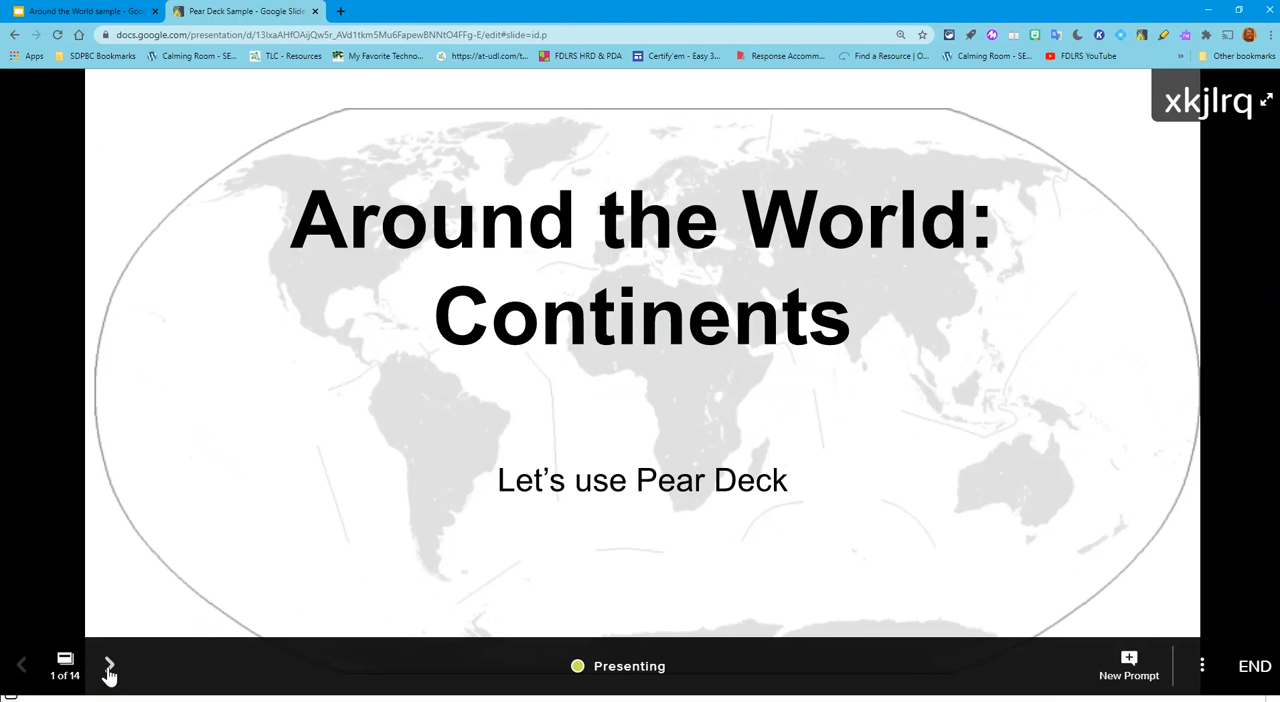 Around the World sample - Goo
Pear Deck Sample - Google Slide
docs.google.com/presentation/d/13IxaAHfOAijQw5r_AVd1tkm5Mu6FapewBNNtO4FFg-E/edit#slide=id.p
Apps
SDPBC Bookmarks
Calming Room - SE...
TLC - Resources
My Favorite Techno...
https://at-udl.com/t...
FDLRS HRD & PDA
Certify'em - Easy 3...
Response Accomm...
Find a Resource | O...
Calming Room - SE...
FDLRS YouTube
»
Other bookmarks
xkjlrq
Around the World:
Continents
Let's use Pear Deck
1 of 14
Presenting
New Prompt
END